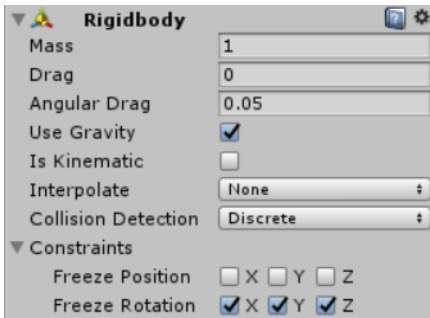 Rigidbody
Mass 1
Drag 0
Angular Drag 0.05
Use Gravity
Is Kinematic
Interpolate None
Collision Detection Discrete
Constraints
Freeze Position X Y Z
Freeze Rotation X Y Z